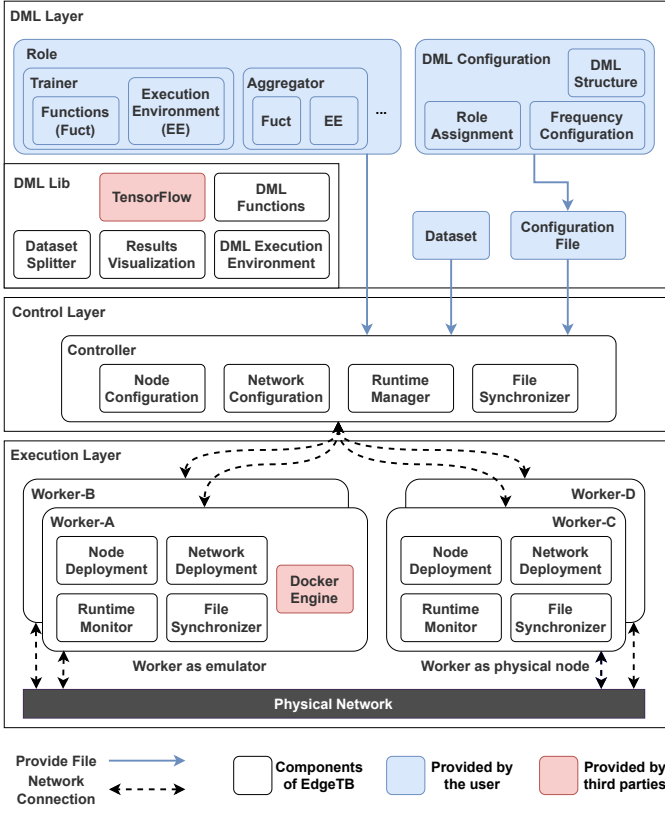 DML Layer
Role
Trainer
Functions
(Fuct)
Execution
Environment
(EE)
Aggregator
Fuct
EE
...
DML Configuration
DML
Structure
Role
Assignment
Frequency
Configuration
DML Lib
TensorFlow
DML
Functions
Dataset
Splitter
Results
Visualization
DML Execution
Environment
Dataset
Configuration
File
Control Layer
Controller
Node
Configuration
Network
Configuration
Runtime
Manager
File
Synchronizer
Execution Layer
Worker-B
Worker-A
Node
Deployment
Network
Deployment
Runtime
Monitor
File
Synchronizer
Docker
Engine
Worker as emulator
Worker-D
Worker-C
Node
Deployment
Network
Deployment
Runtime
Monitor
File
Synchronizer
Worker as physical node
Physical Network
Provide File
Network
Connection
Components
of EdgeTB
Provided by
the user
Provided by
third parties